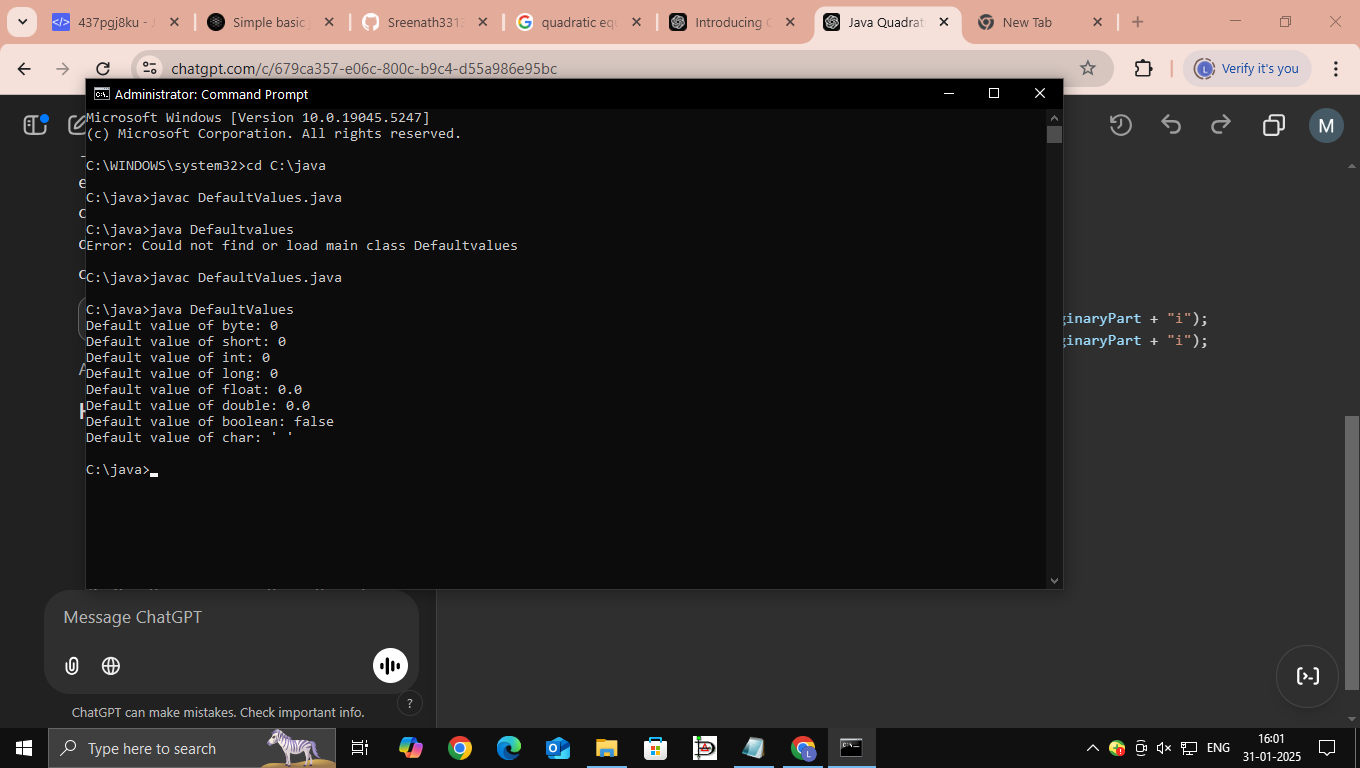 437pgj8ku - J
Simple basic
Sreenath331
quadratic equ
Introducing
Java Quadrat
New Tab
chatgpt.com/c/679ca357-e06c-800c-b9c4-d55a986e95bc
Verify it's you
Administrator: Command Prompt
M
Microsoft Windows [Version 10.0.19045.5247]
(c) Microsoft Corporation. All rights reserved.
C:\WINDOWS\system32>cd C:\java
C:\java>javac DefaultValues.java
C:\java>java Defaultvalues
Error: Could not find or load main class Defaultvalues
C:\java>javac DefaultValues.java
C:\java>java DefaultValues
Default value of byte: 0
Default value of short: 0
Default value of int: 0
Default value of long: 0
Default value of float: 0.0
Default value of double: 0.0
Default value of boolean: false
Default value of char: ' '
C:\java>
ginaryPart + "i");
ginaryPart + "i");
Message ChatGPT
ChatGPT can make mistakes. Check important info.
?
Type here to search
L
ENG
16:01
31-01-2025